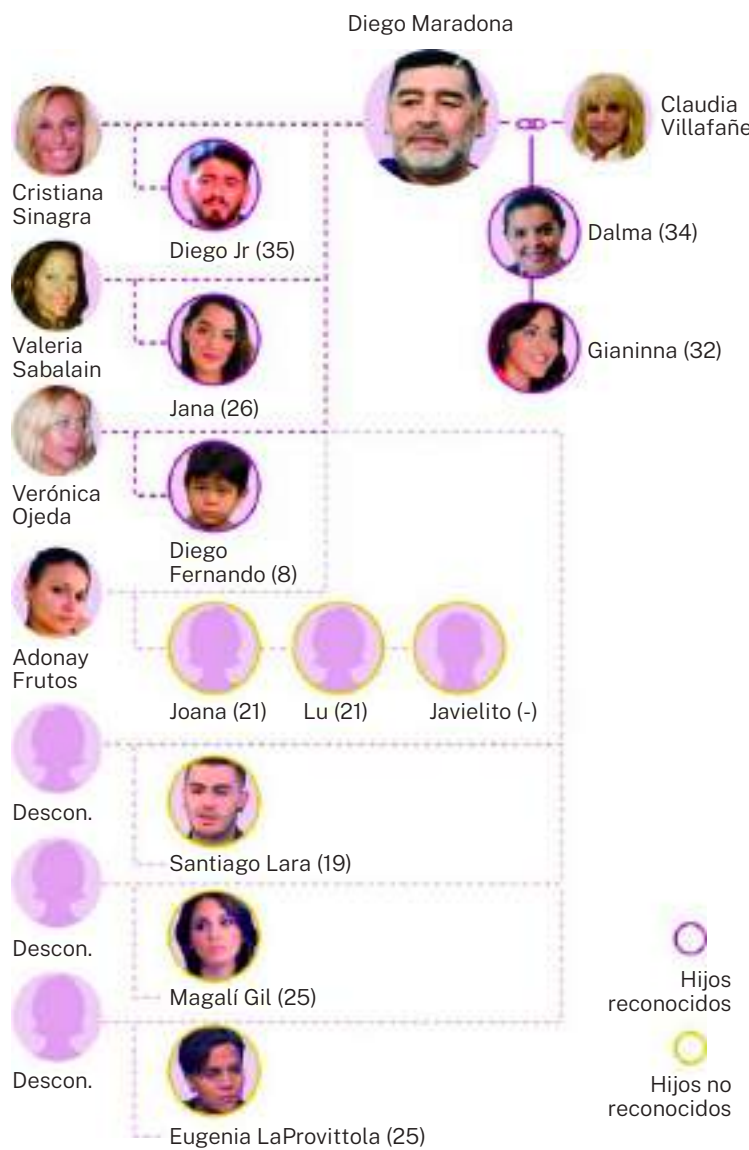 Diego Maradona
Claudia
Villafañe
Cristiana
Sinagra
Diego Jr (35)
Dalma (34)
Valeria
Sabalain
Gianinna (32)
Jana (26)
Verónica
Ojeda
Diego
Fernando (8)
Adonay
Frutos
Joana (21)
Lu (21)
Javielito (-)
Descon.
Santiago Lara (19)
Descon.
Magalí Gil (25)
Descon.
Eugenia LaProvittola (25)
Hijos
reconocidos
Hijos no
reconocidos